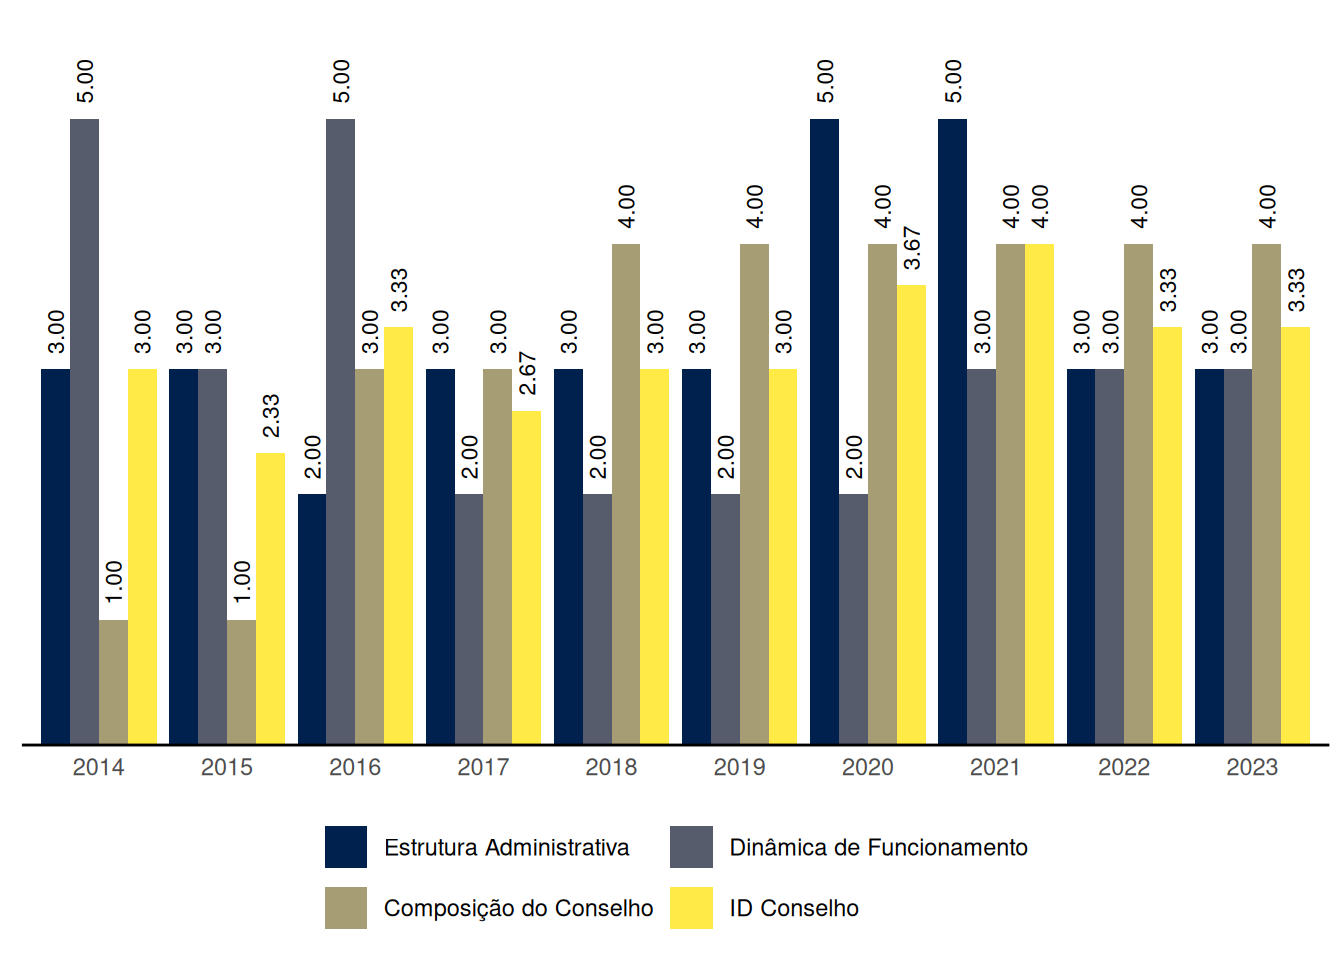 3.00 5.00 1.00 3.00
3.00 3.00 1.00 2.33
2.00 5.00 3.00 3.33
3.00 2.00 3.00 2.67
3.00 2.00 4.00 3.00
3.00 2.00 4.00 3.00
5.00 2.00 4.00 3.67
5.00 3.00 4.00 4.00
3.00 3.00 4.00 3.33
3.00 3.00 4.00 3.33
2014 2015 2016 2017 2018 2019 2020 2021 2022 2023
Estrutura Administrativa Dinâmica de Funcionamento
Composição do Conselho ID Conselho